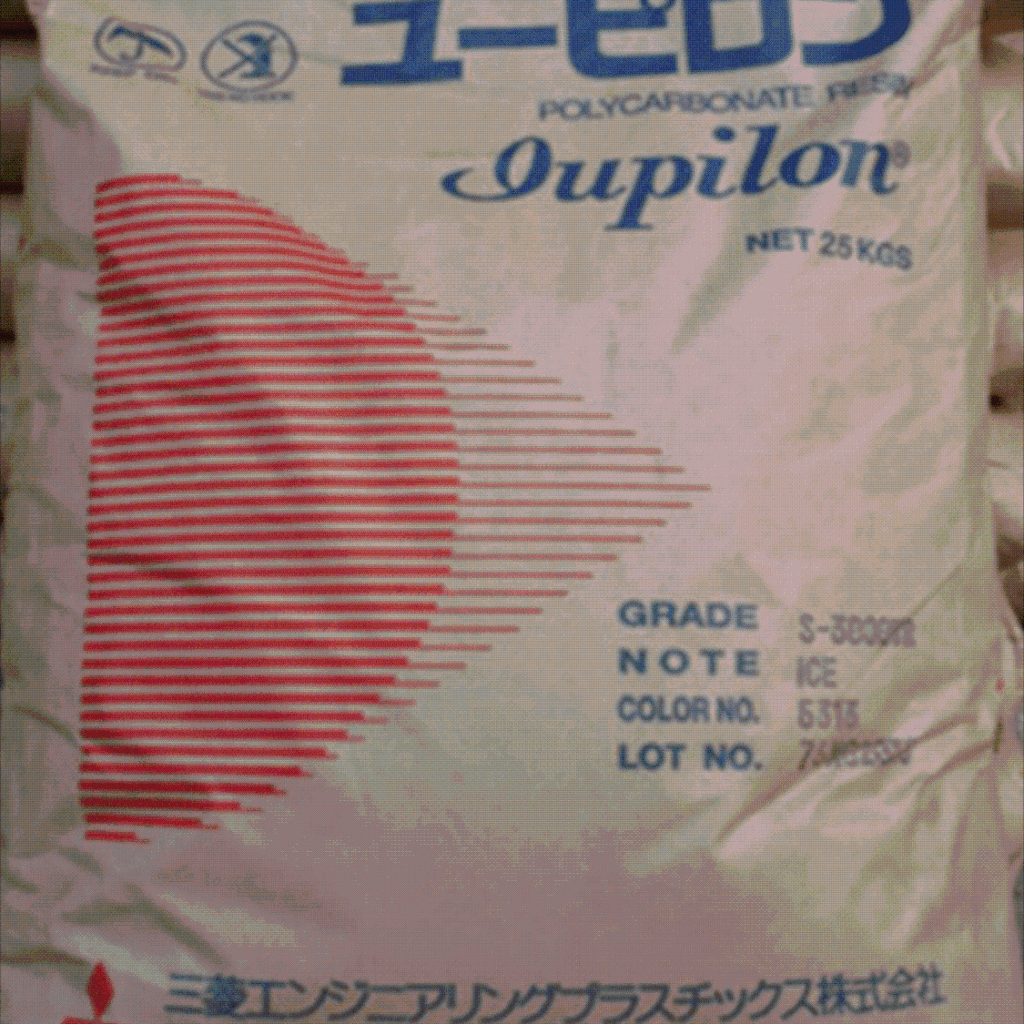 ユーピロン
POLYCARBONATE RESIN
Iupilon®
NET 25 KGS
GRADE
NOTE ICE
COLOR NO. 5313
LOT NO.
三菱エンジニアリングプラスチックス株式会社